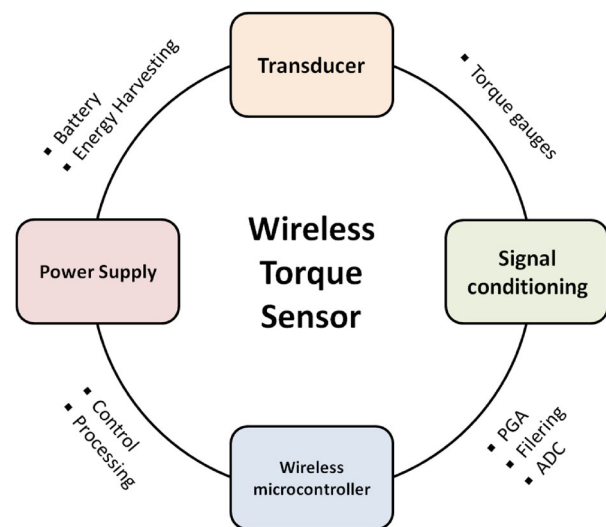 Transducer
▪ Battery
▪ Energy Harvesting
▪ Torque gauges
Power Supply
Wireless
Torque
Sensor
Signal
conditioning
▪ Control
▪ Processing
Wireless
microcontroller
▪ PGA
▪ Filering
▪ ADC